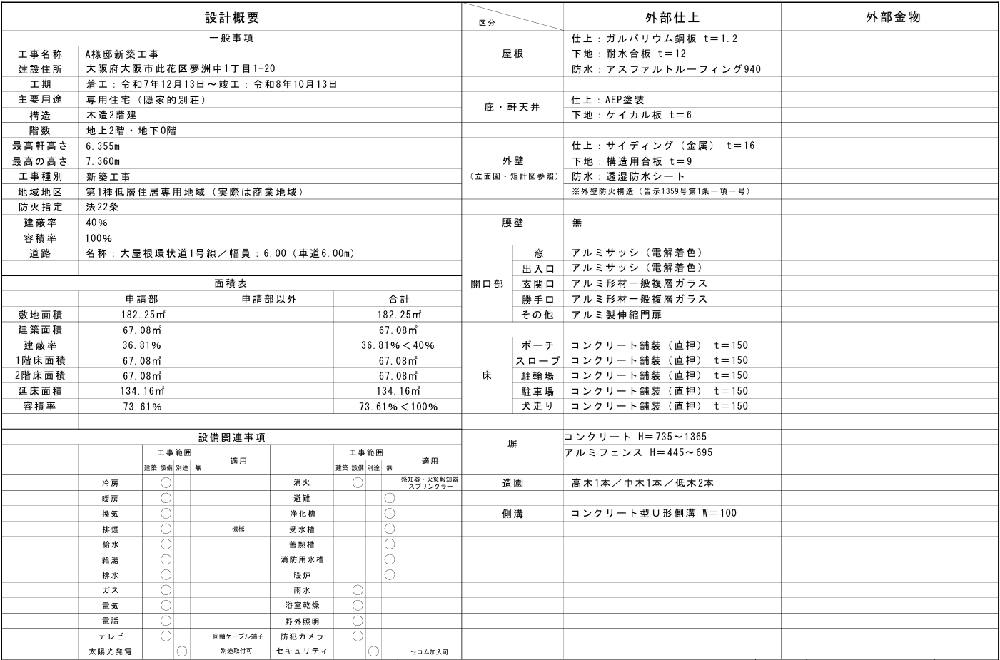 設計概要
一般事項
工事名称 A様邸新築工事
建設住所 大阪府大阪市此花区夢洲中1丁目1-20
工期 着工：令和7年12月13日～竣工：令和8年10月13日
主要用途 専用住宅（隠家的別荘）
構造 木造2階建
階数 地上2階・地下0階
最高軒高さ 6.355m
最高の高さ 7.360m
工事種別 新築工事
地域地区 第1種低層住居専用地域（実際は商業地域）
防火指定 法22条
建蔽率 40%
容積率 100%
道路 名称：大屋根環状道1号線／幅員：6.00（車道6.00m）
面積表
申請部 申請部以外 合計
敷地面積 182.25㎡ 182.25㎡
建築面積 67.08㎡ 67.08㎡
建蔽率 36.81% 36.81%＜40%
1階床面積 67.08㎡ 67.08㎡
2階床面積 67.08㎡ 67.08㎡
延床面積 134.16㎡ 134.16㎡
容積率 73.61% 73.61%＜100%
設備関連事項
工事範囲 適用 工事範囲 適用
建築 設備 別途 無 建築 設備 別途 無
冷房 ○ 消火 ○ 感知器・火災報知器
スプリンクラー
暖房 ○ 避難 ○
換気 ○ 浄化槽 ○
排煙 ○ 機械 受水槽 ○
給水 ○ 蓄熱槽 ○
給湯 ○ 消防用水槽 ○
排水 ○ 暖炉 ○
ガス ○ 雨水 ○
電気 ○ 浴室乾燥 ○
電話 ○ 野外照明 ○
テレビ ○ 同軸ケーブル端子 防犯カメラ ○
太陽光発電 ○ 別途取付可 セキュリティ ○ セコム加入可
区分 外部仕上 外部金物
屋根 仕上：ガルバリウム鋼板 t＝1.2
下地：耐水合板 t＝12
防水：アスファルトルーフィング940
庇・軒天井 仕上：AEP塗装
下地：ケイカル板 t＝6
外壁
（立面図・矩計図参照）
仕上：サイディング（金属） t＝16
下地：構造用合板 t＝9
防水：透湿防水シート
※外壁防火構造（告示1359号第1条一項一号）
腰壁 無
開口部
窓 アルミサッシ（電解着色）
出入口 アルミサッシ（電解着色）
玄関口 アルミ形材一般複層ガラス
勝手口 アルミ形材一般複層ガラス
その他 アルミ製伸縮門扉
床
ポーチ コンクリート舗装（直押） t＝150
スロープ コンクリート舗装（直押） t＝150
駐輪場 コンクリート舗装（直押） t＝150
駐車場 コンクリート舗装（直押） t＝150
犬走り コンクリート舗装（直押） t＝150
塀 コンクリート H＝735～1365
アルミフェンス H＝445～695
造園 高木1本／中木1本／低木2本
側溝 コンクリート型U形側溝 W＝100